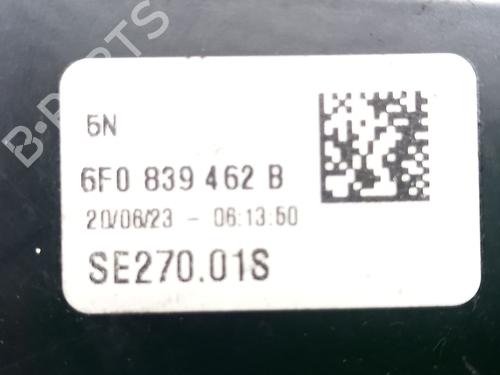 B-PARTS
5N
6F0 839 462 B
20/06/23 - 06:13:50
SE270.01S